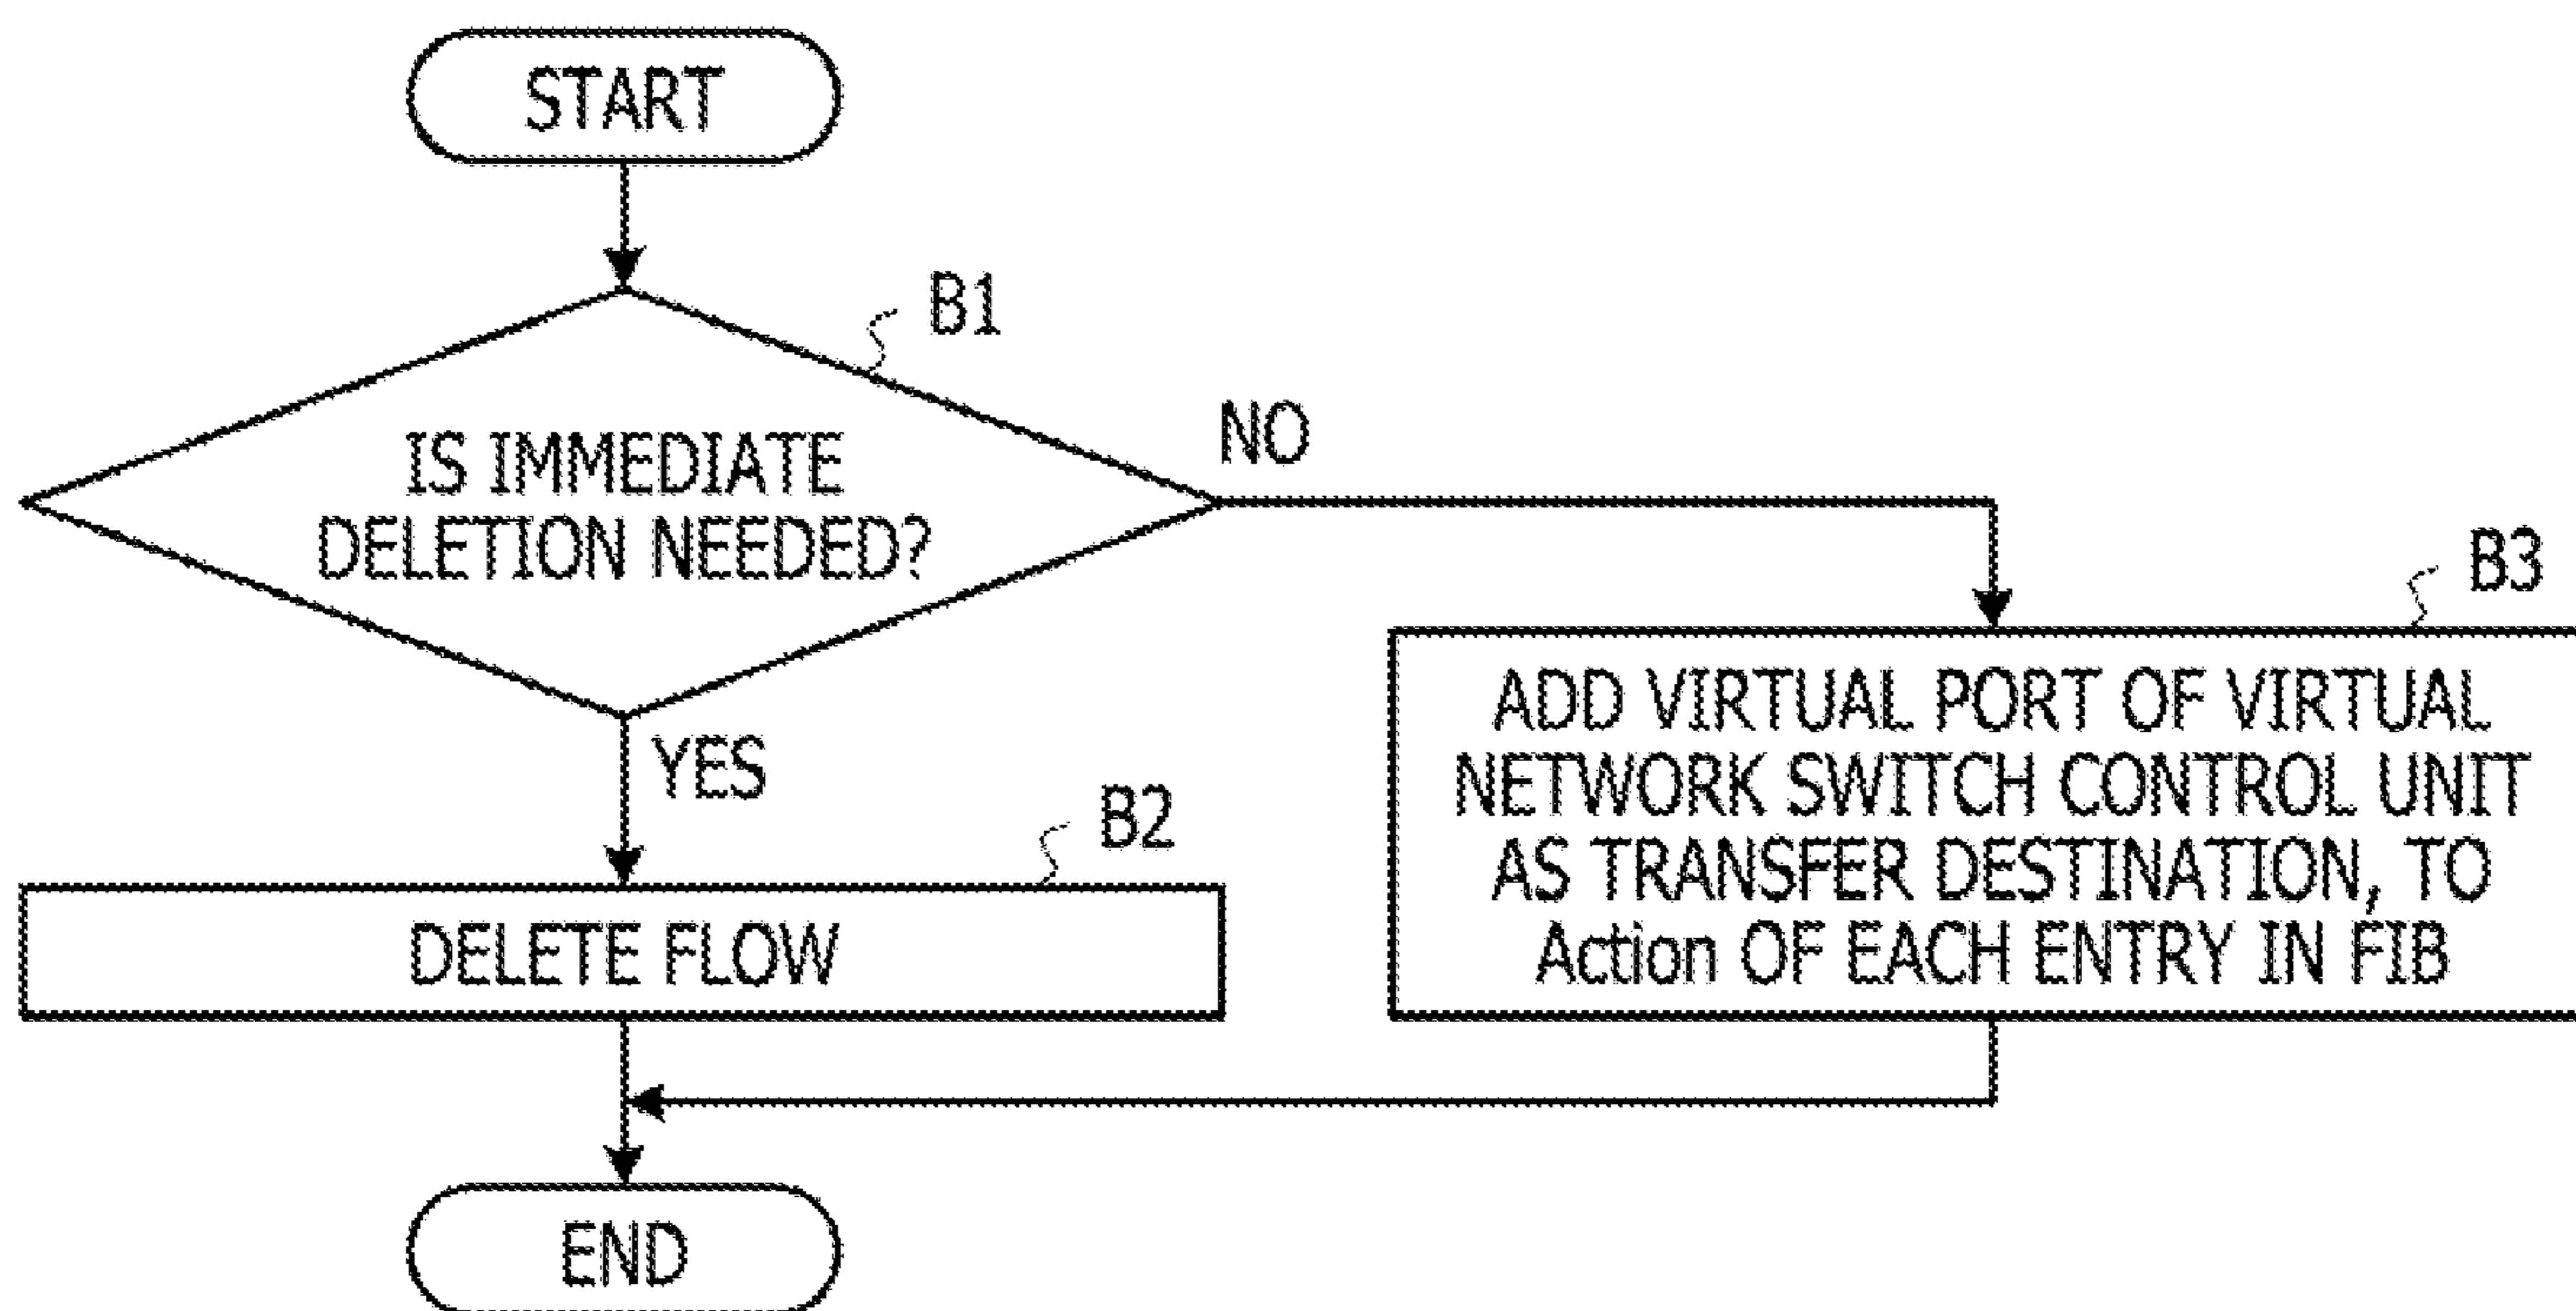 START
B1
IS IMMEDIATE
DELETION NEEDED?
NO
YES
B2
DELETE FLOW
B3
ADD VIRTUAL PORT OF VIRTUAL
NETWORK SWITCH CONTROL UNIT
AS TRANSFER DESTINATION, TO
Action OF EACH ENTRY IN FIB
END